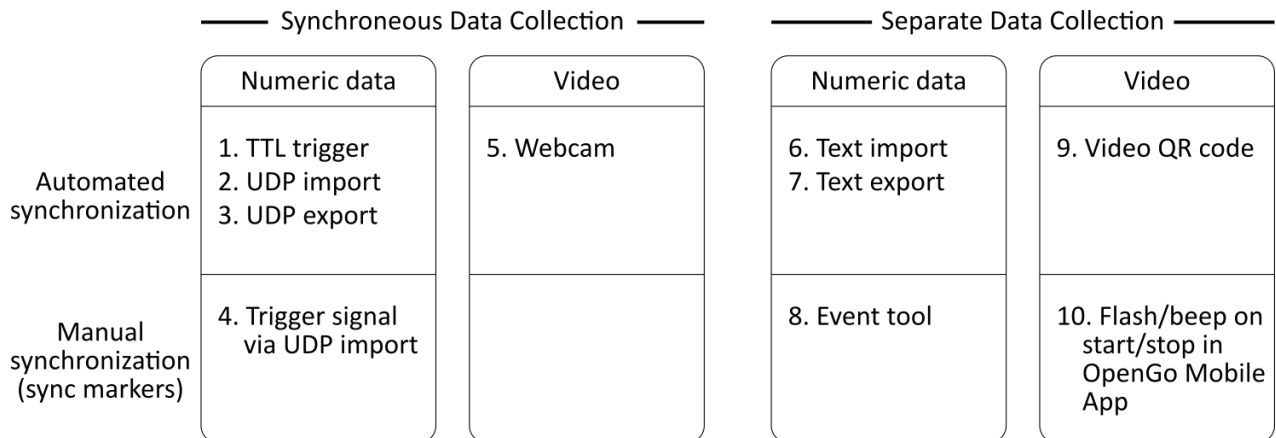 Synchroneous Data Collection
Separate Data Collection
Numeric data
Video
Numeric data
Video
Automated
synchronization
1. TTL trigger
2. UDP import
3. UDP export
5. Webcam
6. Text import
7. Text export
9. Video QR code
Manual
synchronization
(sync markers)
4. Trigger signal
via UDP import
8. Event tool
10. Flash/beep on
start/stop in
OpenGo Mobile
App